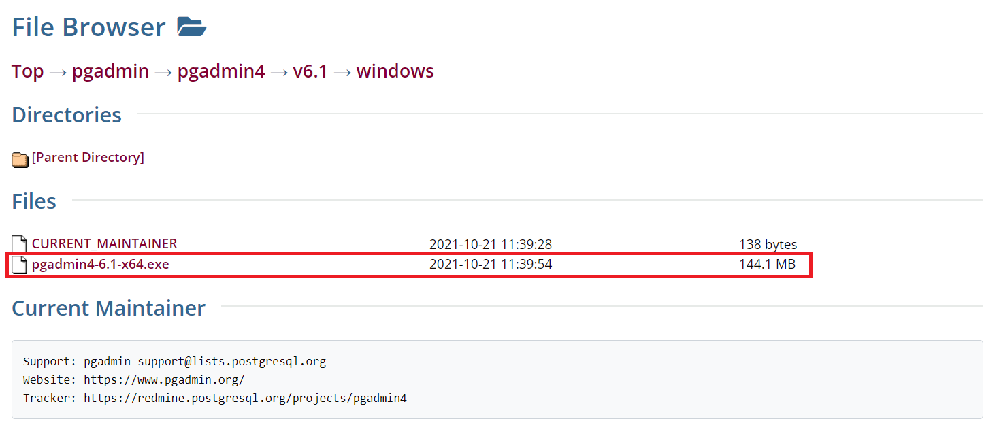 File Browser
Top → pgadmin → pgadmin4 → v6.1 → windows
Directories
[Parent Directory]
Files
CURRENT_MAINTAINER 2021-10-21 11:39:28 138 bytes
pgadmin4-6.1-x64.exe 2021-10-21 11:39:54 144.1 MB
Current Maintainer
Support: pgadmin-support@lists.postgresql.org
Website: https://www.pgadmin.org/
Tracker: https://redmine.postgresql.org/projects/pgadmin4